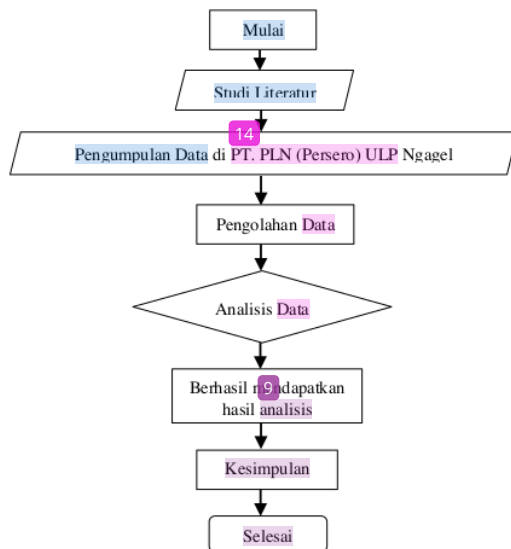 Mulai
Studi Literatur
14
Pengumpulan Data di PT. PLN (Persero) ULP Ngagel
Pengolahan Data
Analisis Data
Berhasil mendapatkan
9
hasil analisis
Kesimpulan
Selesai